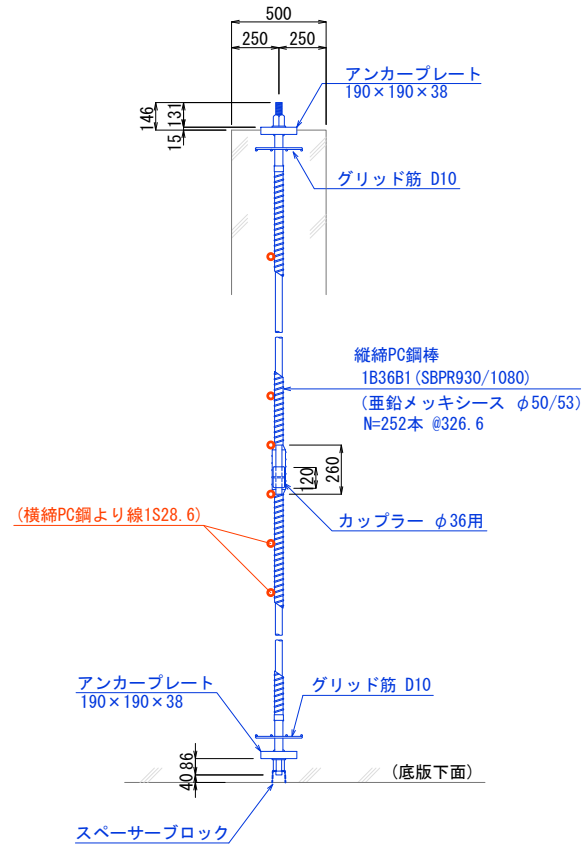 500
250 250
アンカープレート
190×190×38
146
131
15
グリッド筋 D10
縦締PC鋼棒
1B36B1(SBPR930/1080)
(亜鉛メッキシース φ50/53)
N=252本 @326.6
260
120
(横締PC鋼より線1S28.6)
カップラー φ36用
アンカープレート
190×190×38
グリッド筋 D10
86
40
(底版下面)
スペーサーブロック